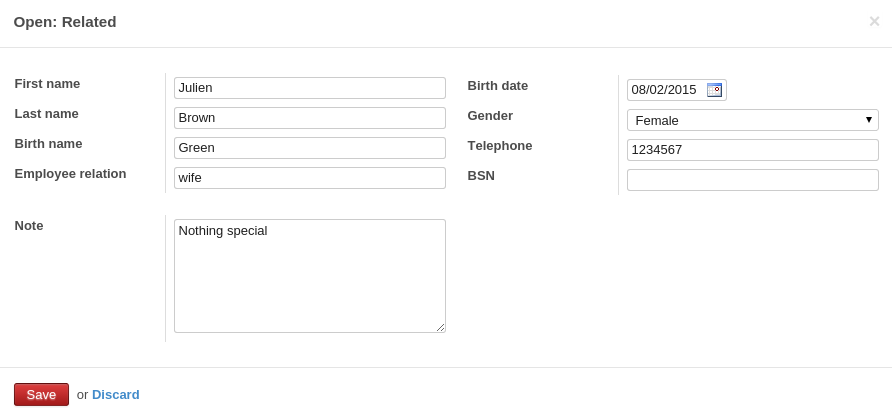 Open: Related ×
First name Julien
Last name Brown
Birth name Green
Employee relation wife
Birth date 08/02/2015
Gender Female
Telephone 1234567
BSN
Note Nothing special
Save or Discard